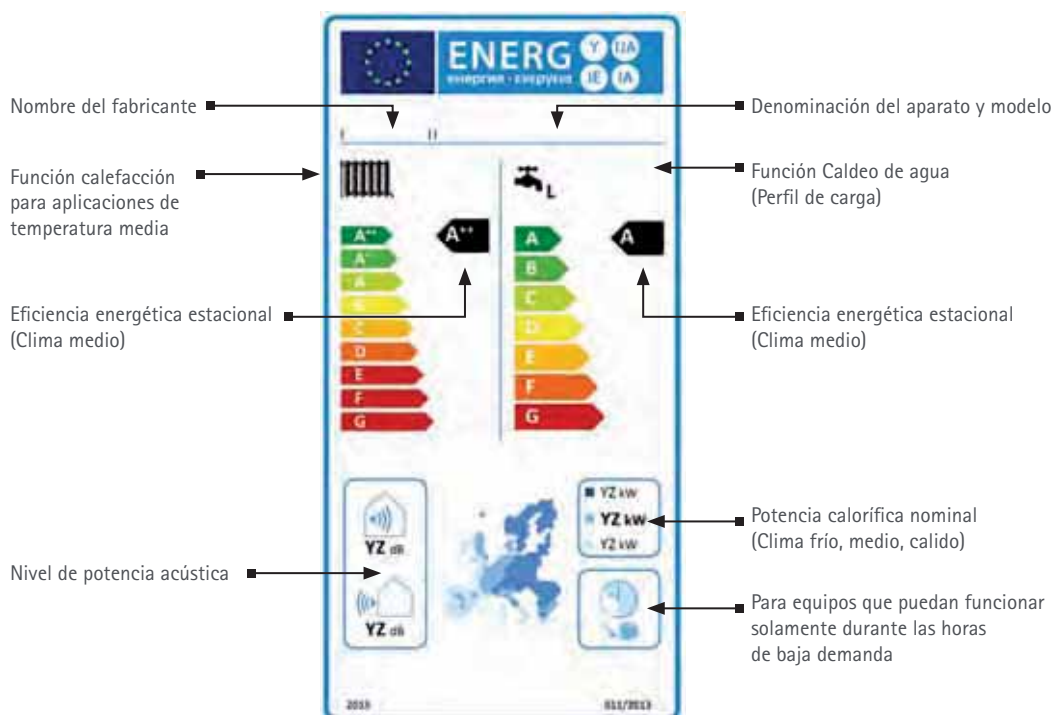 ENERG Y IJA
енергия · ενεργεια IE IA
Nombre del fabricante
Denominación del aparato y modelo
I II
Función calefacción
para aplicaciones de
temperatura media
Función Caldeo de agua
(Perfil de carga)
L
A++
A+
A
B
C
D
E
F
G
A++
A
B
C
D
E
F
G
A
Eficiencia energética estacional
(Clima medio)
Eficiencia energética estacional
(Clima medio)
YZ dB
YZ dB
YZ kW
YZ kW
YZ kW
Potencia calorífica nominal
(Clima frío, medio, calido)
Nivel de potencia acústica
Para equipos que puedan funcionar
solamente durante las horas
de baja demanda
2015
811/2013